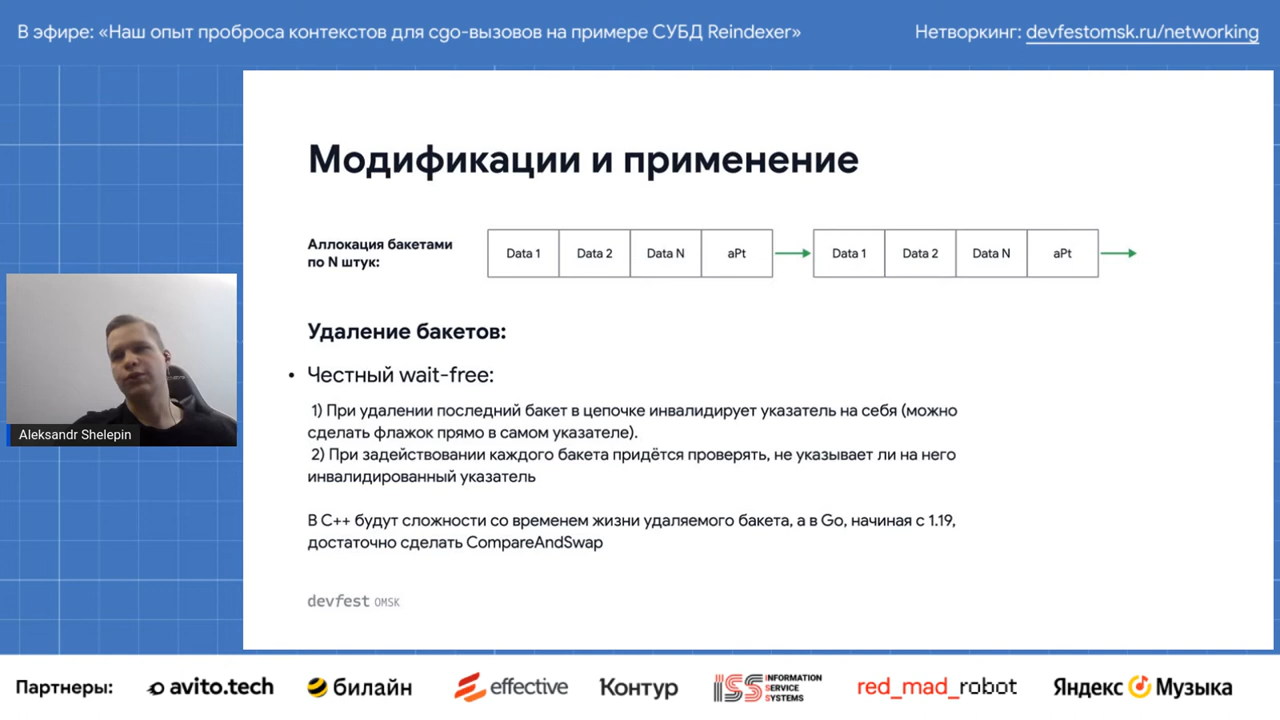 В эфире: «Наш опыт проброса контекстов для cgo-вызовов на примере СУБД Reindexer»
Нетворкинг: devfestomsk.ru/networking
Модификации и применение
Аллокация бакетами
по N штук:
Data 1 Data 2 Data N aPt Data 1 Data 2 Data N aPt
Удаление бакетов:
• Честный wait-free:
1) При удалении последний бакет в цепочке инвалидирует указатель на себя (можно
сделать флажок прямо в самом указателе).
2) При задействовании каждого бакета придётся проверять, не указывает ли на него
инвалидированный указатель
В C++ будут сложности со временем жизни удаляемого бакета, а в Go, начиная с 1.19,
достаточно сделать CompareAndSwap
Aleksandr Shelepin
devfest OMSK
Партнеры: avito.tech билайн effective Контур ISS INFORMATION SERVICE SYSTEMS red_mad_robot Яндекс Музыка